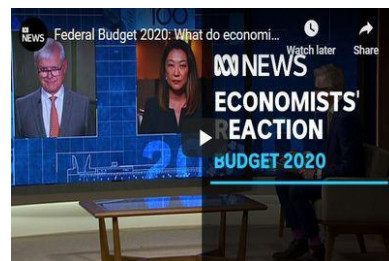 NEWS
Federal Budget 2020: What do economi...
Watch later
Share
NEWS
ECONOMISTS'
REACTION
BUDGET 2020